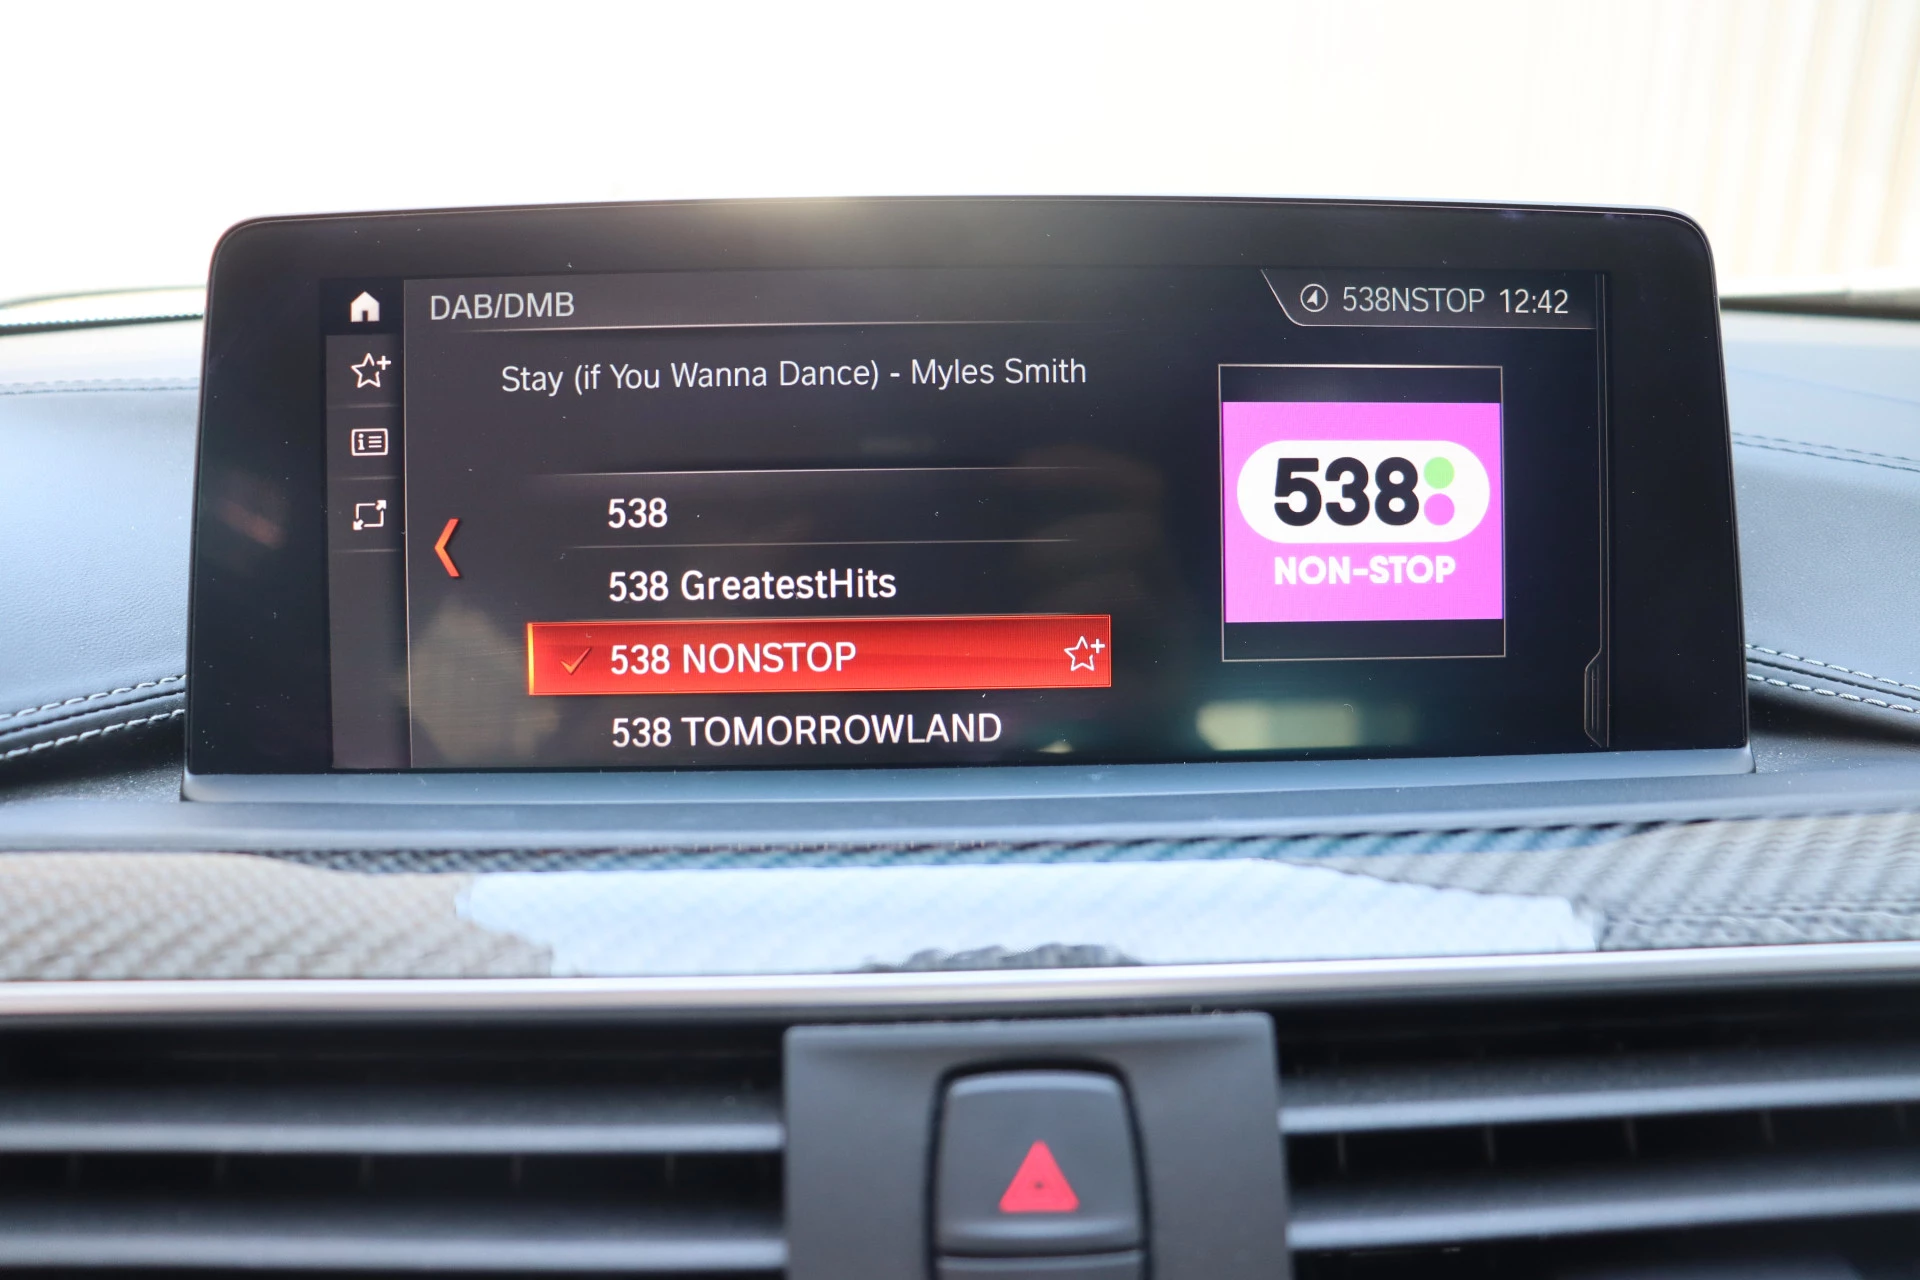 DAB/DMB
538NSTOP 12:42
Stay (if You Wanna Dance) - Myles Smith
538
538 GreatestHits
538 NONSTOP
538 TOMORROWLAND
538
NON-STOP